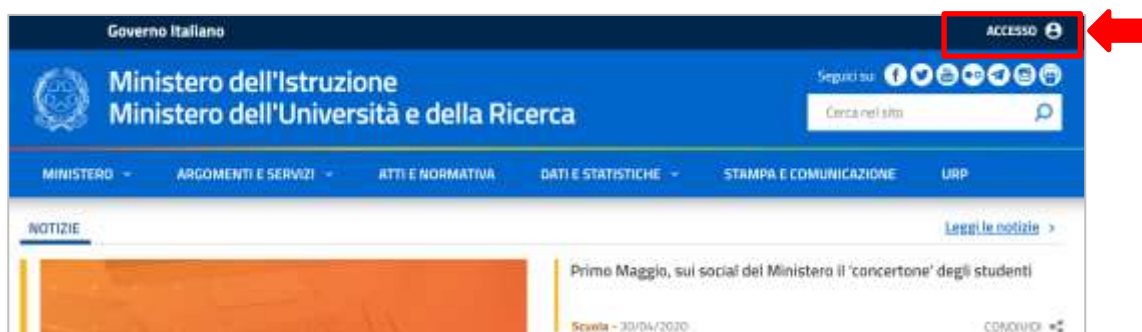 Governo Italiano
ACCESSO
Ministero dell'Istruzione
Ministero dell'Università e della Ricerca
Seguici su
Cerca nel sito
MINISTERO
ARGOMENTI E SERVIZI
ATTI E NORMATIVA
DATI E STATISTICHE
STAMPA E COMUNICAZIONE
URP
NOTIZIE
Leggi le notizie >
Primo Maggio, sui social del Ministero il 'concertone' degli studenti
Scuola - 30/04/2020
CONDIVIDI